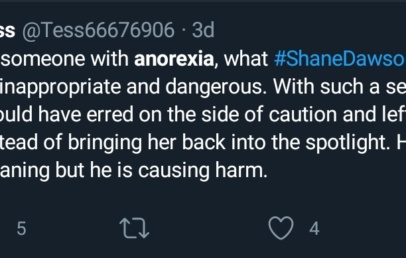 ss @Tess66676906 · 3d
someone with anorexia, what #ShaneDawso
inappropriate and dangerous. With such a se
ould have erred on the side of caution and left
tead of bringing her back into the spotlight. H
aning but he is causing harm.
5 4